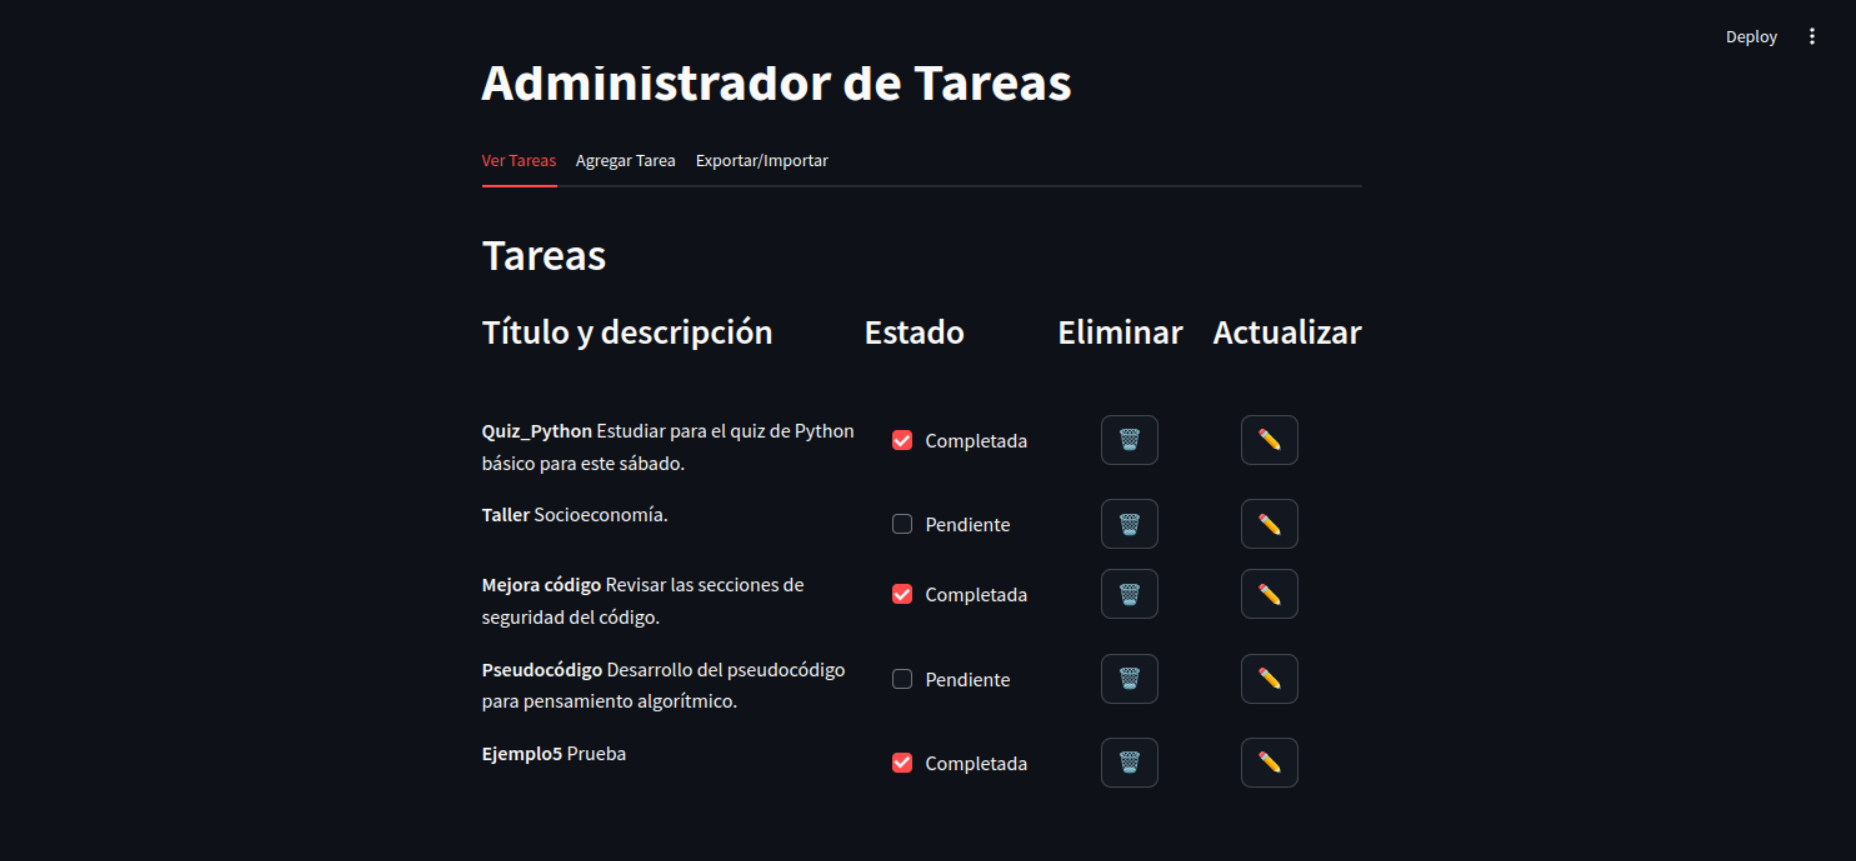 Deploy
Administrador de Tareas
Ver Tareas Agregar Tarea Exportar/Importar
Tareas
Título y descripción Estado Eliminar Actualizar
Quiz_Python Estudiar para el quiz de Python
básico para este sábado.
Completada
Taller Socioeconomía.
Pendiente
Mejora código Revisar las secciones de
seguridad del código.
Completada
Pseudocódigo Desarrollo del pseudocódigo
para pensamiento algorítmico.
Pendiente
Ejemplo5 Prueba
Completada